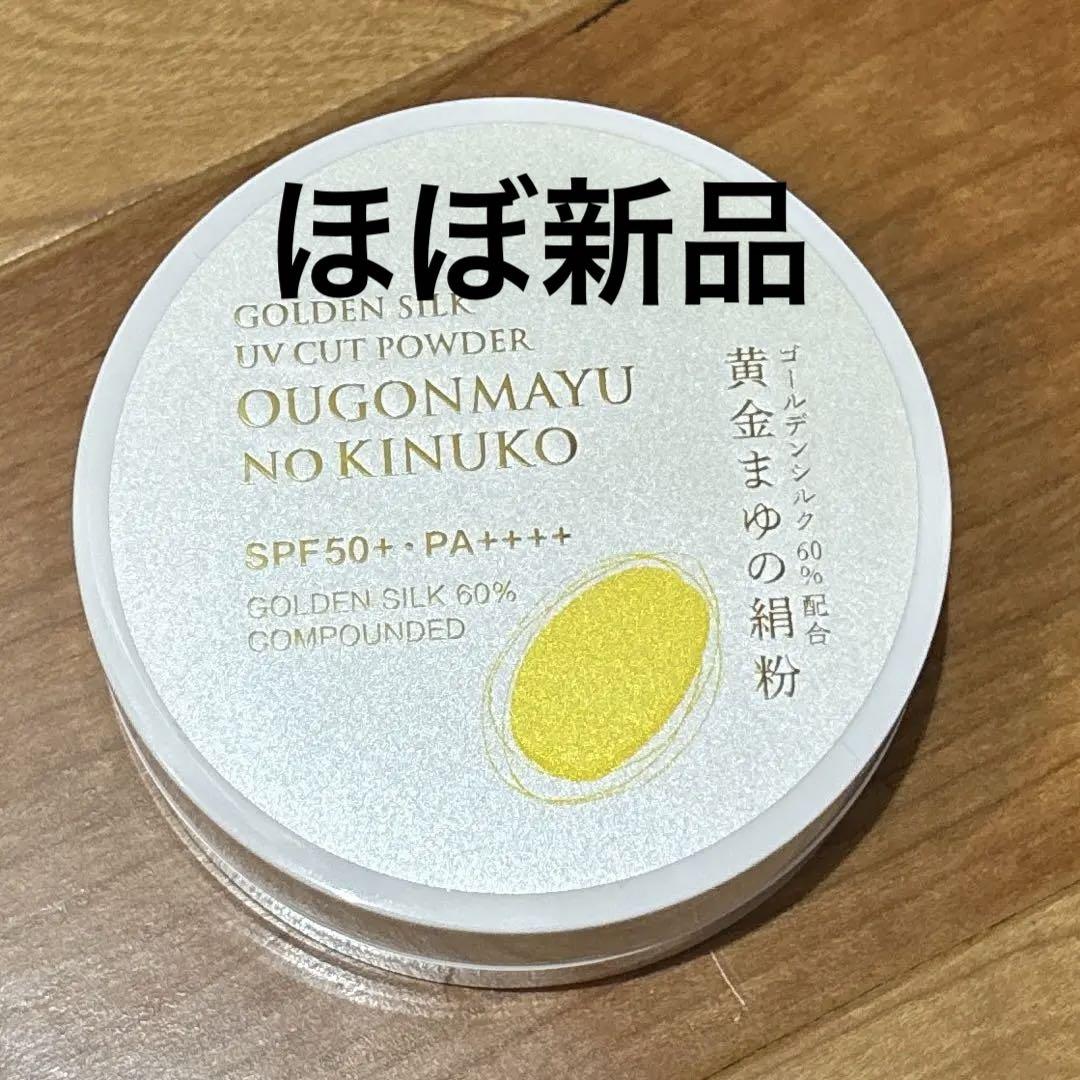 ほぼ新品
GOLDEN SILK
UV CUT POWDER
OUGONMAYU
NO KINUKO
SPF50+・PA++++
GOLDEN SILK 60%
COMPOUNDED
ゴールデンシルク60%配合
黄金まゆの絹粉